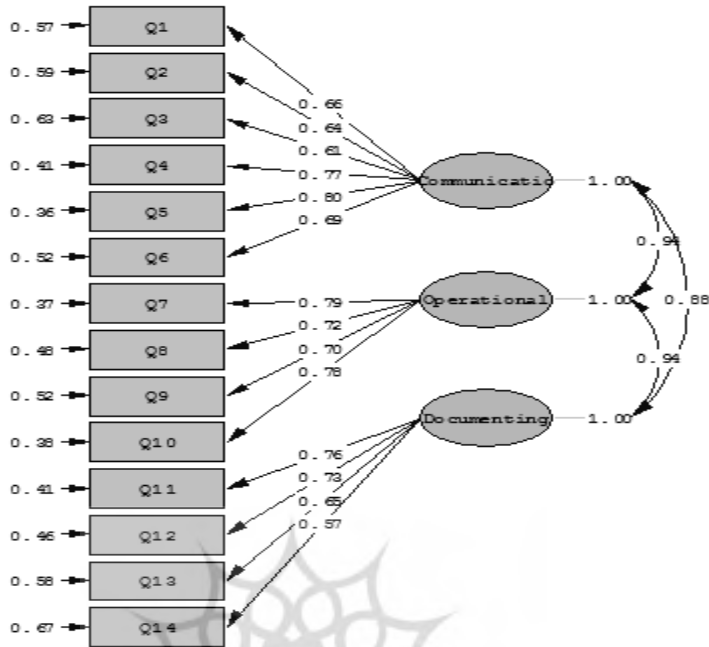 0.57 Q1
0.59 Q2
0.63 Q3
0.41 Q4
0.36 Q5
0.52 Q6
0.37 Q7
0.48 Q8
0.52 Q9
0.38 Q10
0.41 Q11
0.46 Q12
0.58 Q13
0.67 Q14
0.66
0.64
0.61
0.77
0.80
0.69
0.79
0.72
0.70
0.78
0.76
0.73
0.65
0.57
Communicatio 1.00
Operational 1.00
Documenting 1.00
0.94
0.88
0.94